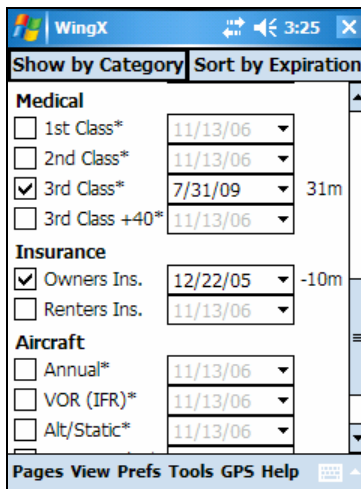 WingX 3:25
Show by Category Sort by Expiration
Medical
1st Class* 11/13/06
2nd Class* 11/13/06
3rd Class* 7/31/09 31m
3rd Class +40* 11/13/06
Insurance
Owners Ins. 12/22/05 -10m
Renters Ins. 11/13/06
Aircraft
Annual* 11/13/06
VOR (IFR)* 11/13/06
Alt/Static* 11/13/06
Pages View Prefs Tools GPS Help